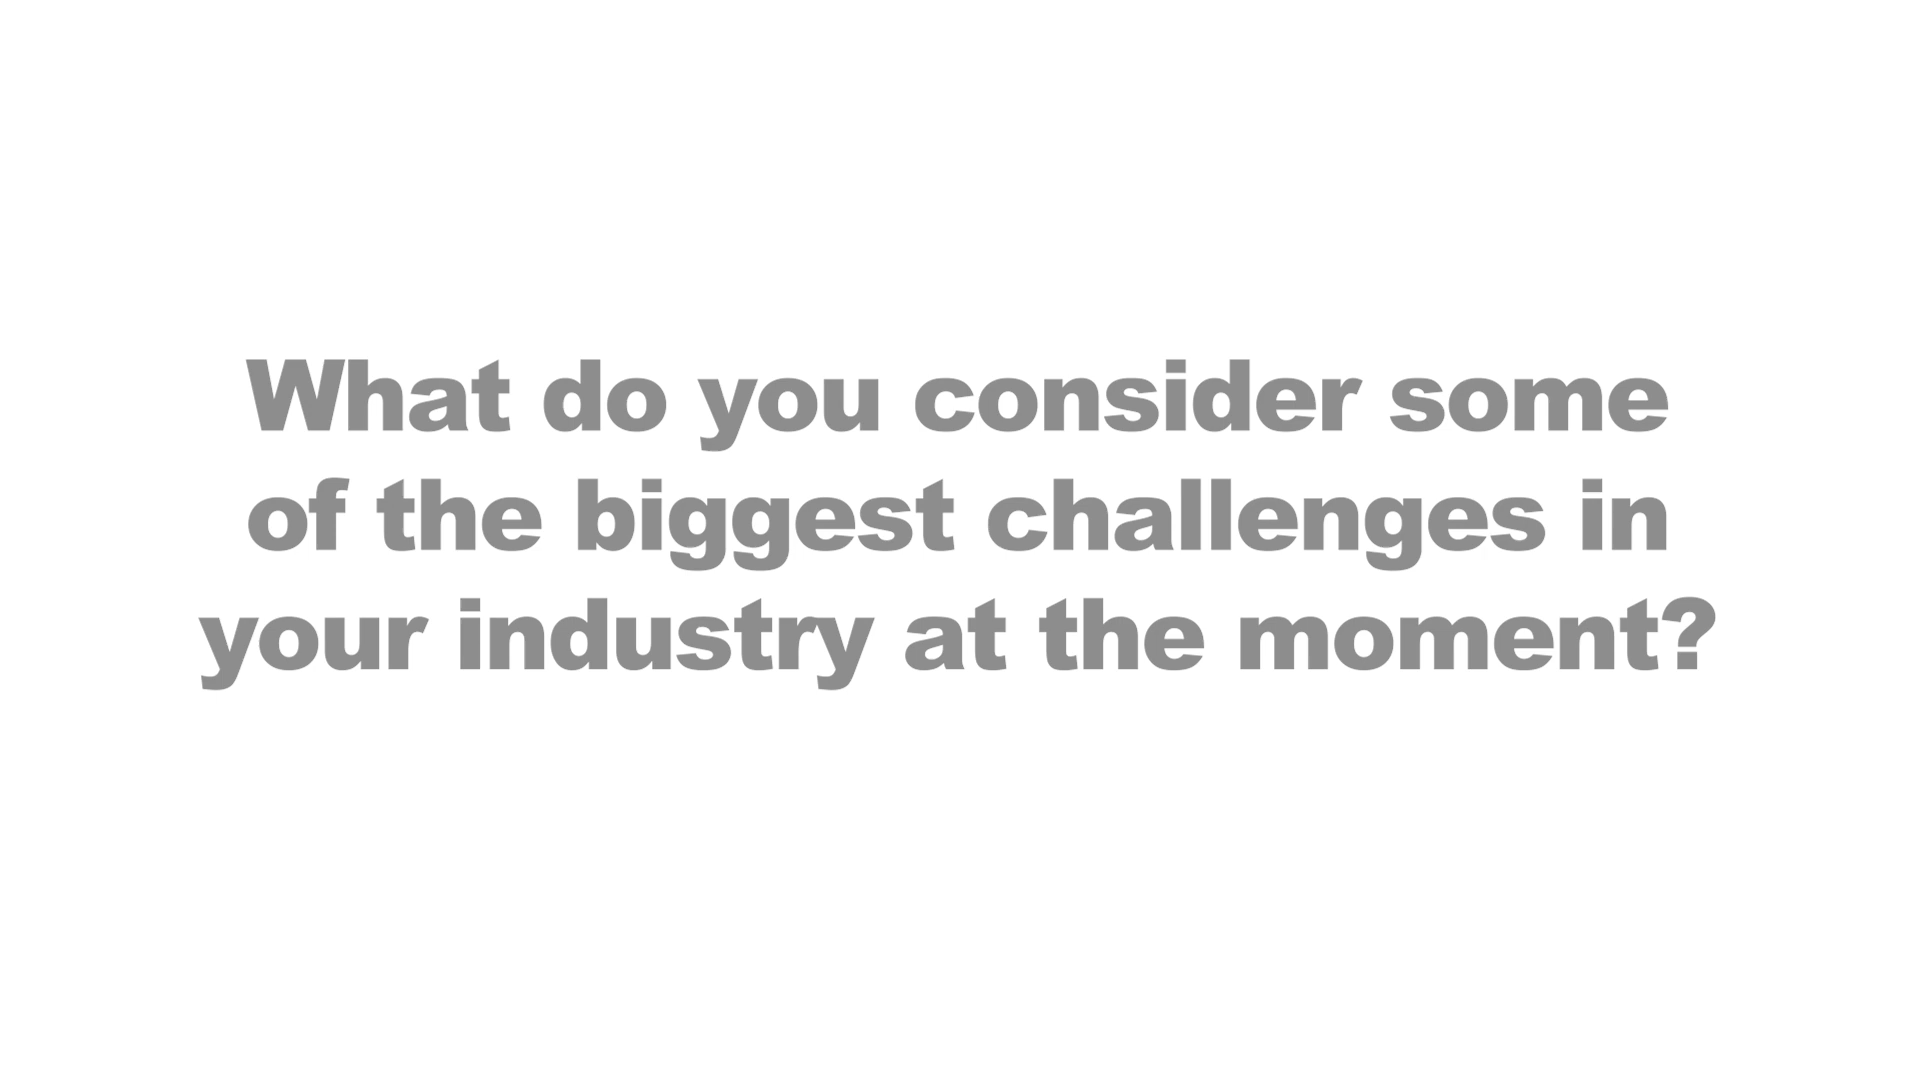 What do you consider some
of the biggest challenges in
your industry at the moment?